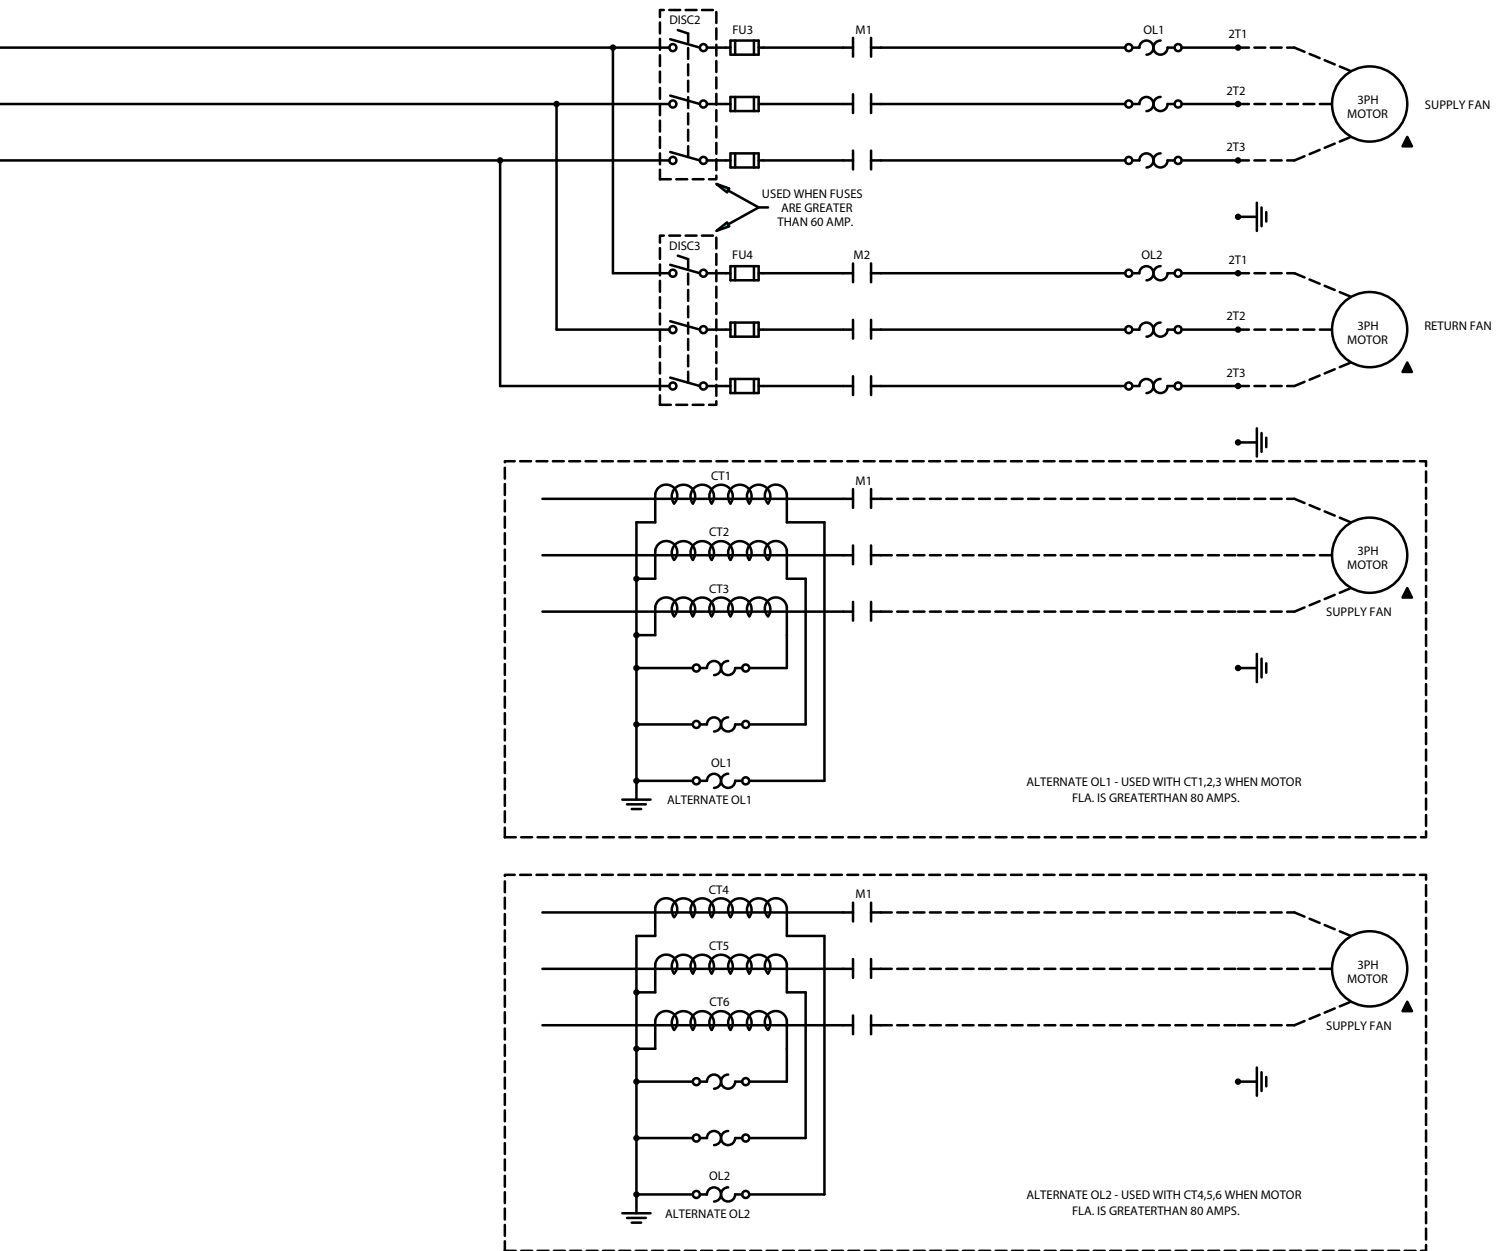 DISC2
FU3
M1
OL1
2T1
2T2
3PH
MOTOR
SUPPLY FAN
2T3
USED WHEN FUSES
ARE GREATER
THAN 60 AMP.
DISC3
FU4
M2
OL2
2T1
2T2
3PH
MOTOR
RETURN FAN
2T3
CT1
M1
CT2
3PH
MOTOR
CT3
SUPPLY FAN
OL1
ALTERNATE OL1
ALTERNATE OL1 - USED WITH CT1,2,3 WHEN MOTOR
FLA. IS GREATERTHAN 80 AMPS.
CT4
M1
CT5
3PH
MOTOR
CT6
SUPPLY FAN
OL2
ALTERNATE OL2
ALTERNATE OL2 - USED WITH CT4,5,6 WHEN MOTOR
FLA. IS GREATERTHAN 80 AMPS.